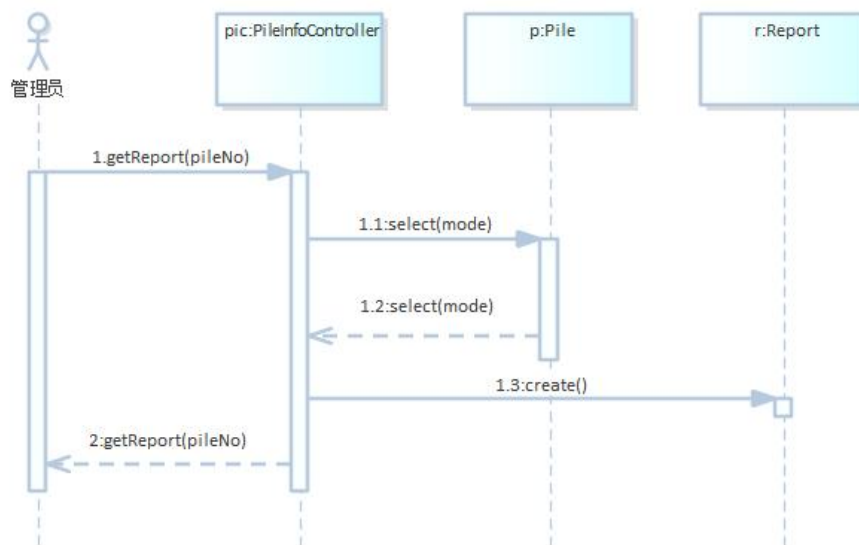 pic:PileInfoController
p:Pile
r:Report
管理员
1.getReport(pileNo)
1.1:select(mode)
1.2:select(mode)
1.3:create()
2:getReport(pileNo)